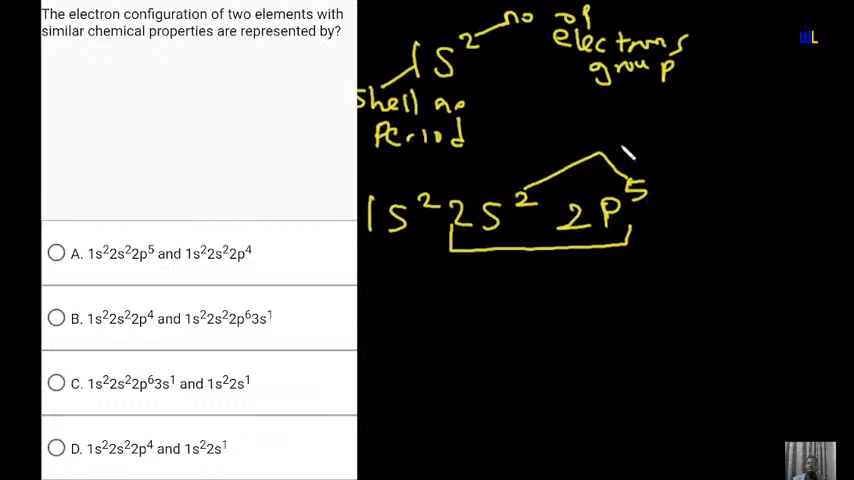 The electron configuration of two elements with
similar chemical properties are represented by?
A. 1s²2s²2p⁵ and 1s²2s²2p⁴
B. 1s²2s²2p⁴ and 1s²2s²2p⁶3s¹
C. 1s²2s²2p⁶3s¹ and 1s²2s¹
D. 1s²2s²2p⁴ and 1s²2s¹
1S² no of
electrons
group
Shell no
Period
1S² 2S² 2P⁵